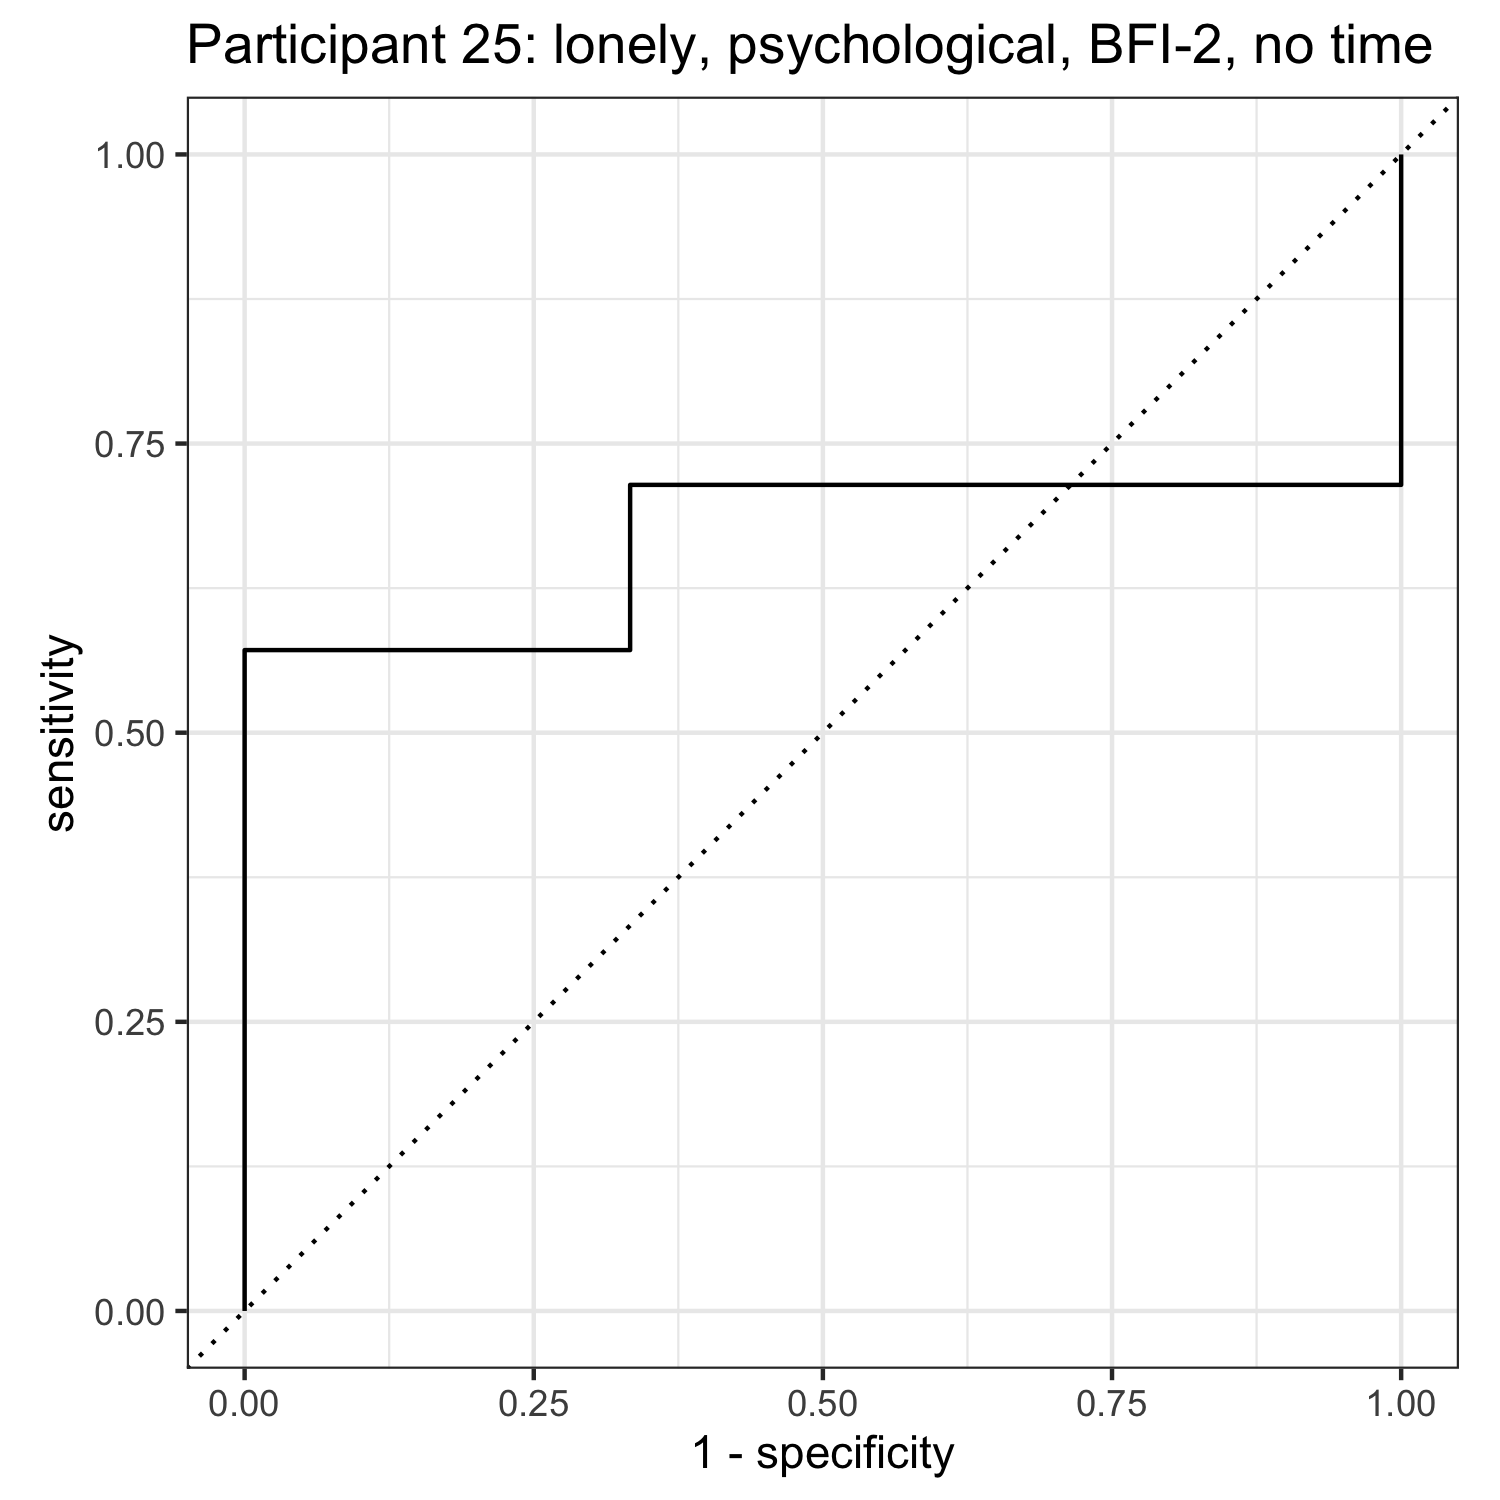 Participant 25: lonely, psychological, BFI-2, no time
1.00
0.75
0.50
0.25
0.00
sensitivity
0.00 0.25 0.50 0.75 1.00
1 - specificity